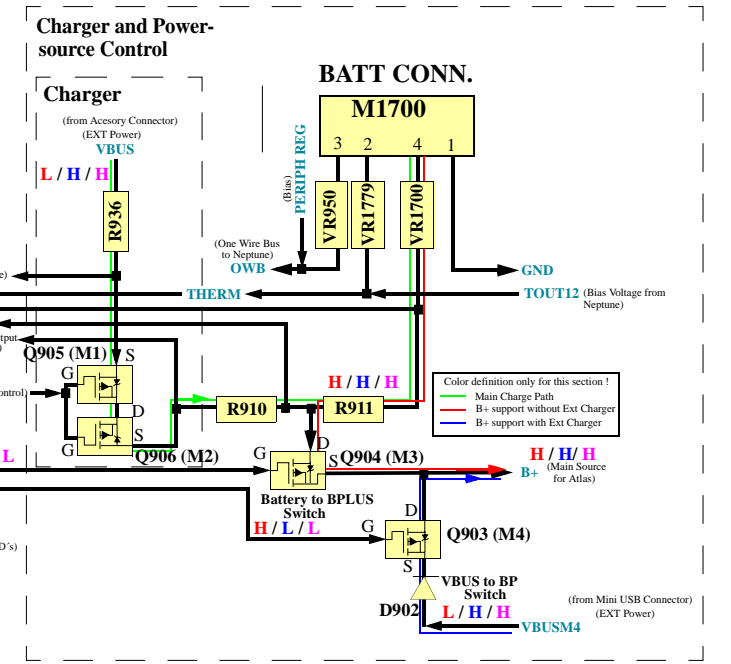 Charger and Power-
source Control
BATT CONN.
Charger
M1700
(from Acesory Connector)
(EXT Power)
VBUS
3 2 4 1
L / H / H
R936
(Bias)
PERIPH REG
VR950
VR1779
VR1700
(One Wire Bus
to Neptune)
OWB
GND
THERM
TOUT12 (Bias Voltage from
Neptune)
Q905 (M1)
S
G
D
S
G
Q906 (M2)
H / H / H
R910
R911
Color definition only for this section !
Main Charge Path
B+ support without Ext Charger
B+ support with Ext Charger
L
G
D
S
Q904 (M3)
H / H/ H
B+
(Main Source
for Atlas)
Battery to BPLUS
Switch
H / L / L
G
D
S
Q903 (M4)
VBUS to BP
Switch
D902
L / H / H
(from Mini USB Connector)
(EXT Power)
VBUSM4
D´s)